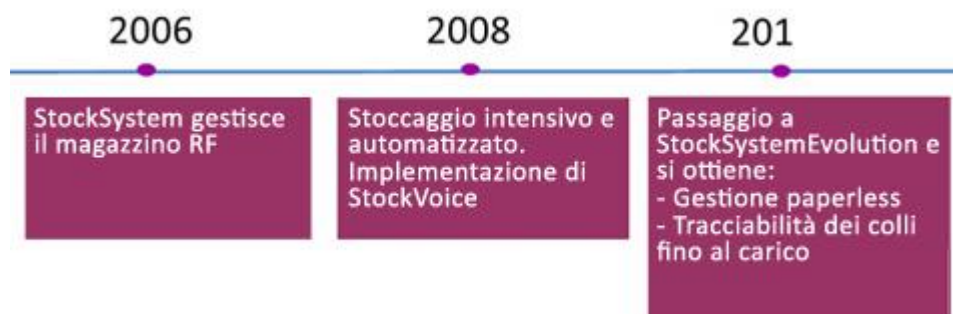 2006
2008
201
StockSystem gestisce
il magazzino RF
Stoccaggio intensivo e
automatizzato.
Implementazione di
StockVoice
Passaggio a
StockSystemEvolution e
si ottiene:
- Gestione paperless
- Tracciabilità dei colli
fino al carico